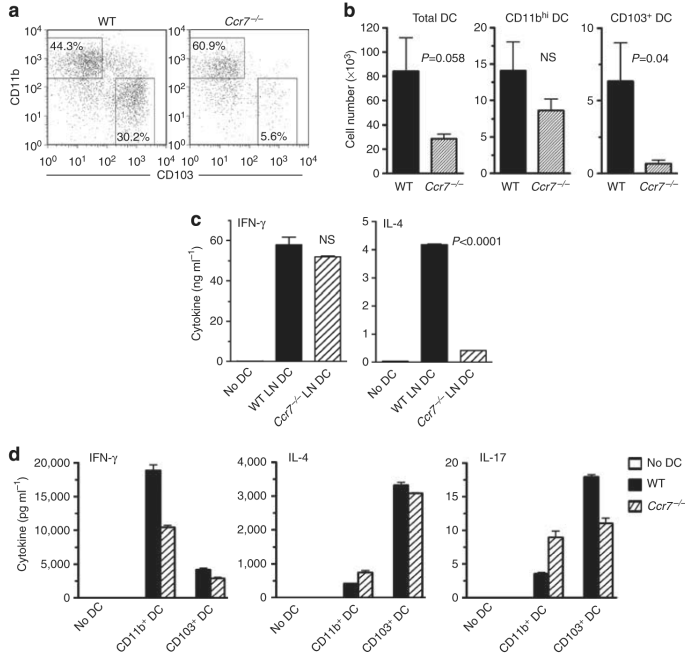 a
WT
Ccr7−/−
CD11b
10⁴
10³
10²
10¹
10⁰
44.3%
30.2%
60.9%
5.6%
10⁰ 10¹ 10² 10³ 10⁴
10⁰ 10¹ 10² 10³ 10⁴
CD103
b
Total DC
CD11bʰⁱ DC
CD103⁺ DC
Cell number (×10³)
120
100
80
60
40
20
0
P=0.058
WT Ccr7−/−
20
15
10
5
0
NS
WT Ccr7−/−
10
5
0
P=0.04
WT Ccr7−/−
c
IFN-γ
Cytokine (ng ml⁻¹)
60
40
20
0
NS
No DC
WT LN DC
Ccr7−/− LN DC
IL-4
5
4
3
2
1
0
P<0.0001
No DC
WT LN DC
Ccr7−/− LN DC
d
IFN-γ
Cytokine (pg ml⁻¹)
20,000
15,000
10,000
5,000
0
No DC
CD11b⁺ DC
CD103⁺ DC
IL-4
4,000
3,000
2,000
1,000
0
No DC
CD11b⁺ DC
CD103⁺ DC
IL-17
20
15
10
5
0
No DC
CD11b⁺ DC
CD103⁺ DC
No DC
WT
Ccr7−/−